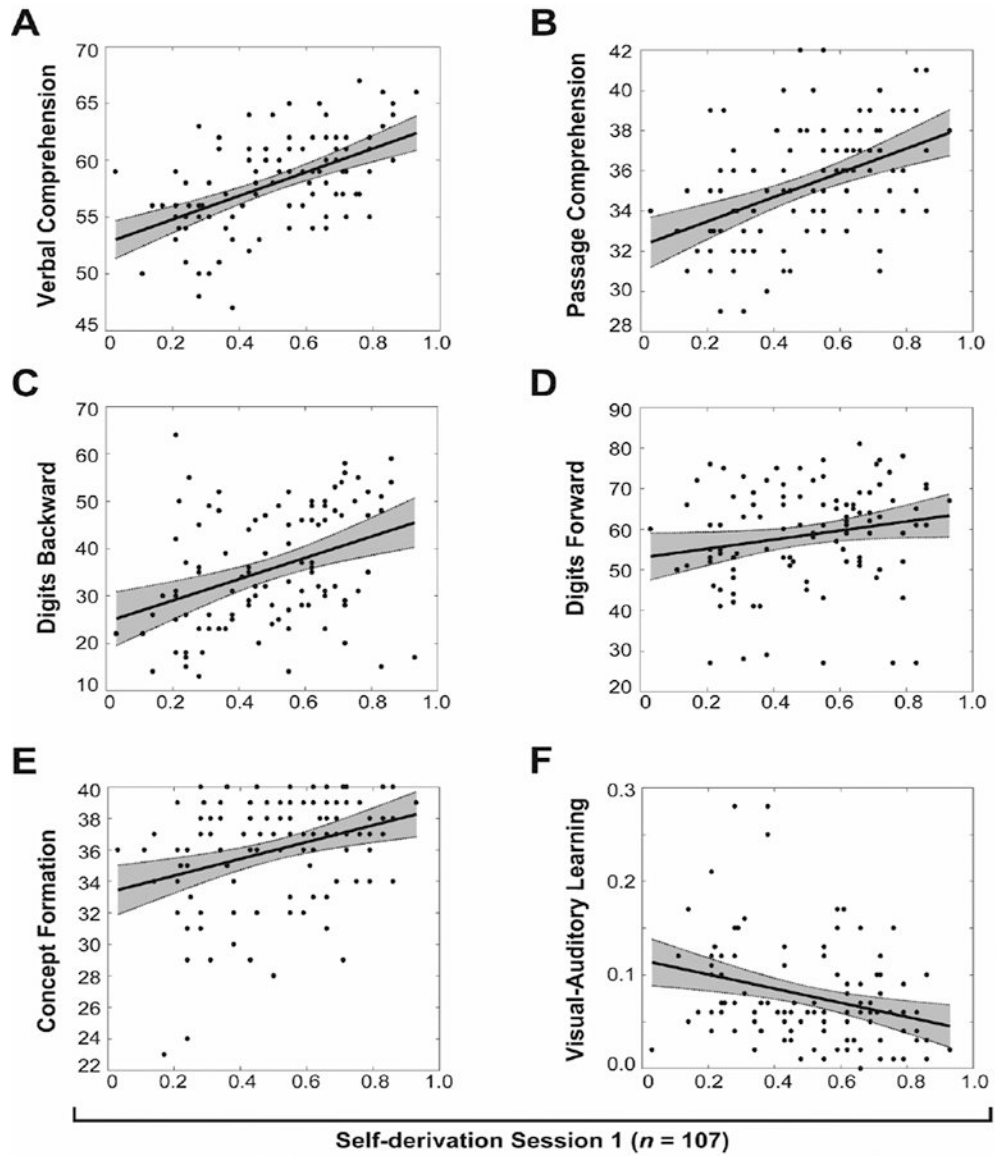 A
Verbal Comprehension
70
65
60
55
50
45
0 0.2 0.4 0.6 0.8 1.0
B
Passage Comprehension
42
40
38
36
34
32
30
28
0 0.2 0.4 0.6 0.8 1.0
C
Digits Backward
70
60
50
40
30
20
10
0 0.2 0.4 0.6 0.8 1.0
D
Digits Forward
90
80
70
60
50
40
30
20
0 0.2 0.4 0.6 0.8 1.0
E
Concept Formation
40
38
36
34
32
30
28
26
24
22
0 0.2 0.4 0.6 0.8 1.0
F
Visual-Auditory Learning
0.3
0.2
0.1
0.0
0 0.2 0.4 0.6 0.8 1.0
Self-derivation Session 1 (n = 107)